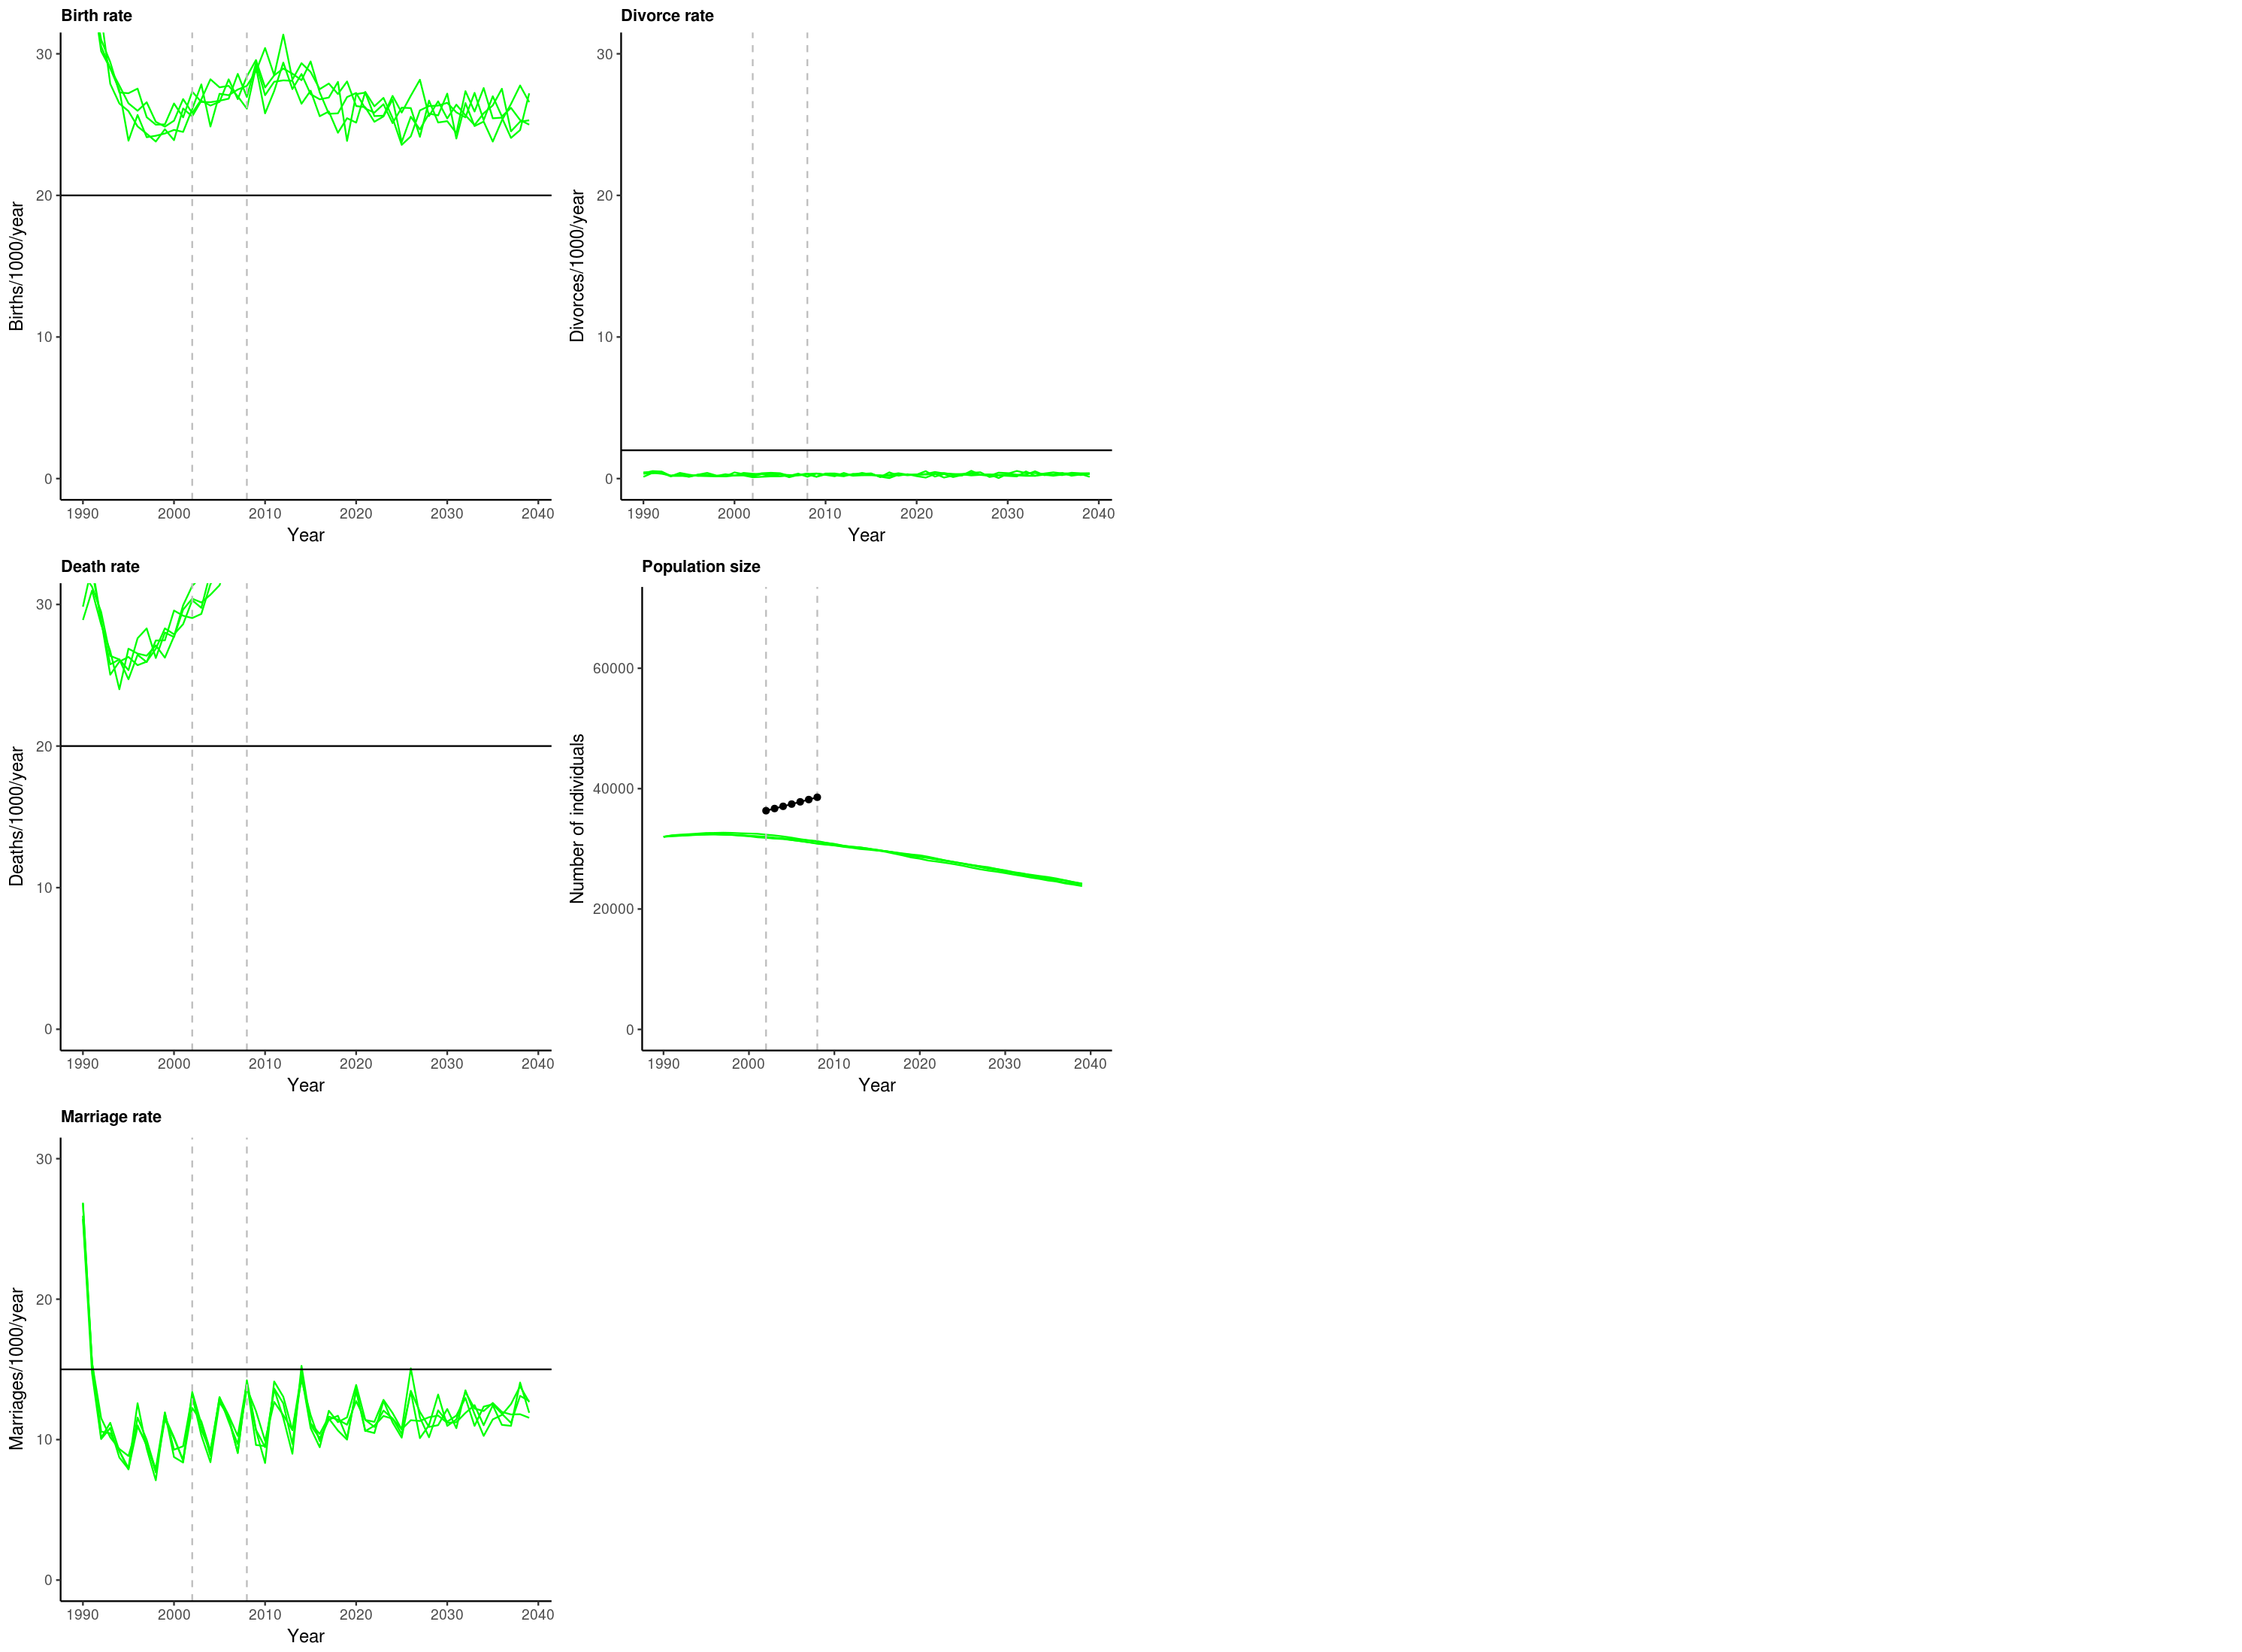 Birth rate
30
20
10
0
Births/1000/year
1990 2000 2010 2020 2030 2040
Year
Divorce rate
30
20
10
0
Divorces/1000/year
1990 2000 2010 2020 2030 2040
Year
Death rate
30
20
10
0
Deaths/1000/year
1990 2000 2010 2020 2030 2040
Year
Population size
60000
40000
20000
0
Number of individuals
1990 2000 2010 2020 2030 2040
Year
Marriage rate
30
20
10
0
Marriages/1000/year
1990 2000 2010 2020 2030 2040
Year